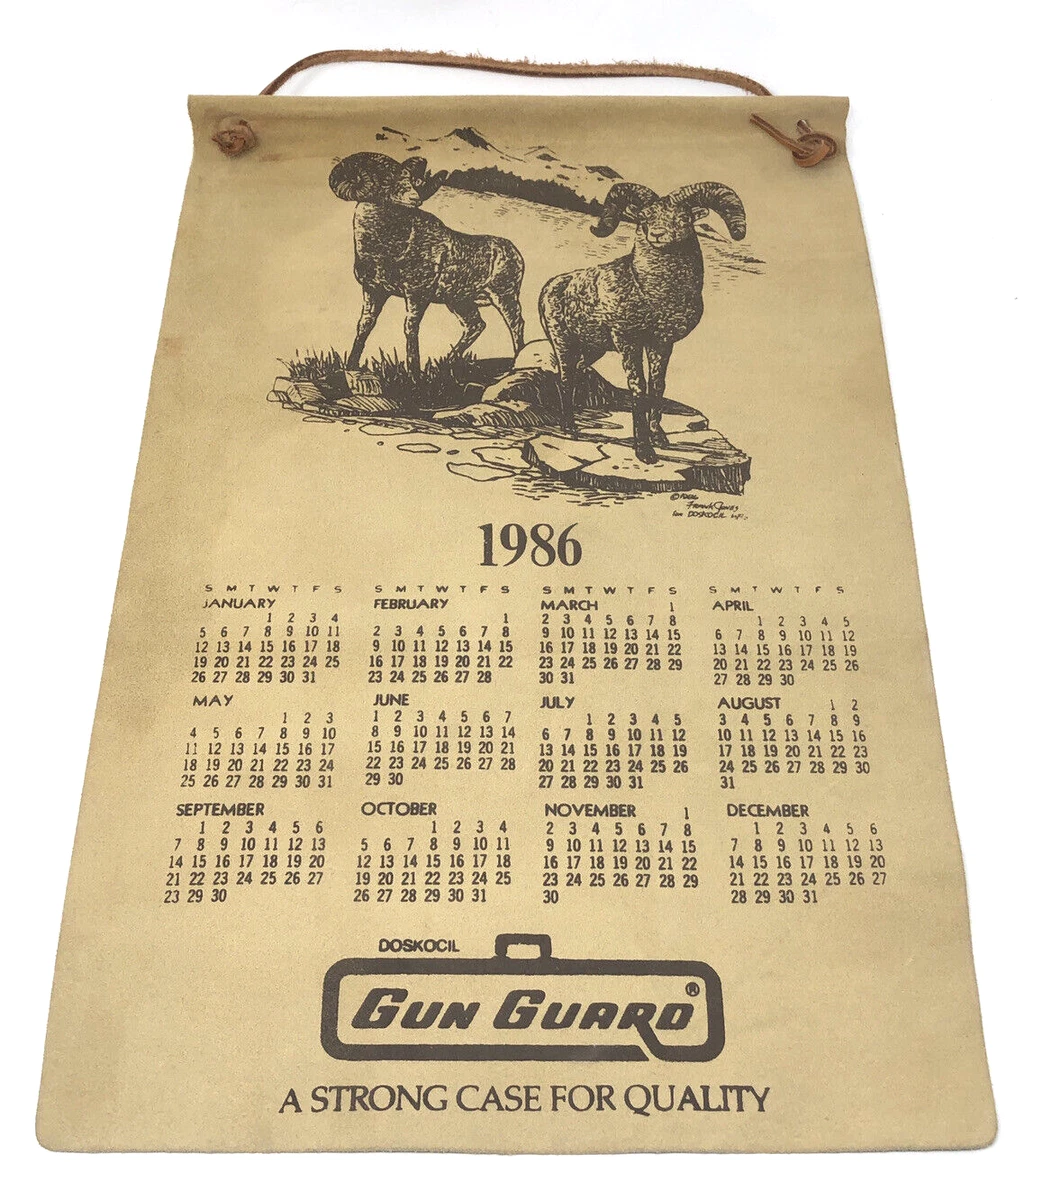 for DOSKOCIL
1986
S M T W T F S
JANUARY
1 2 3 4
5 6 7 8 9 10 11
12 13 14 15 16 17 18
19 20 21 22 23 24 25
26 27 28 29 30 31
S M T W T F S
FEBRUARY
1
2 3 4 5 6 7 8
9 10 11 12 13 14 15
16 17 18 19 20 21 22
23 24 25 26 27 28
S M T W T F S
MARCH 1
2 3 4 5 6 7 8
9 10 11 12 13 14 15
16 17 18 19 20 21 22
23 24 25 26 27 28 29
30 31
S M T W T F S
APRIL
1 2 3 4 5
6 7 8 9 10 11 12
13 14 15 16 17 18 19
20 21 22 23 24 25 26
27 28 29 30
MAY
1 2 3
4 5 6 7 8 9 10
11 12 13 14 15 16 17
18 19 20 21 22 23 24
25 26 27 28 29 30 31
JUNE
1 2 3 4 5 6 7
8 9 10 11 12 13 14
15 16 17 18 19 20 21
22 23 24 25 26 27 28
29 30
JULY
1 2 3 4 5
6 7 8 9 10 11 12
13 14 15 16 17 18 19
20 21 22 23 24 25 26
27 28 29 30 31
AUGUST 1 2
3 4 5 6 7 8 9
10 11 12 13 14 15 16
17 18 19 20 21 22 23
24 25 26 27 28 29 30
31
SEPTEMBER
1 2 3 4 5 6
7 8 9 10 11 12 13
14 15 16 17 18 19 20
21 22 23 24 25 26 27
23 29 30
OCTOBER
1 2 3 4
5 6 7 8 9 10 11
12 13 14 15 16 17 18
19 20 21 22 23 24 25
26 27 28 29 30 31
NOVEMBER 1
2 3 4 5 6 7 8
9 10 11 12 13 14 15
16 17 18 19 20 21 22
23 24 25 26 27 28 29
30
DECEMBER
1 2 3 4 5 6
7 8 9 10 11 12 13
14 15 16 17 18 19 20
21 22 23 24 25 26 27
28 29 30 31
DOSKOCIL
GUN GUARD®
A STRONG CASE FOR QUALITY